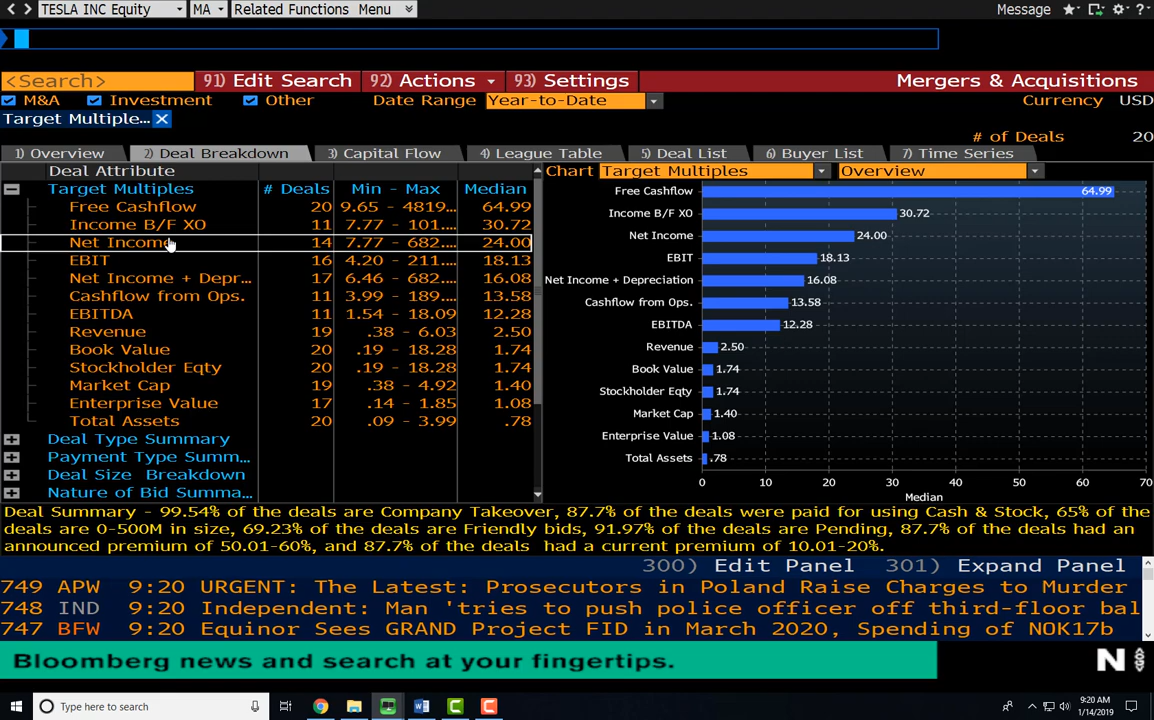 TESLA INC Equity MA Related Functions Menu Message
<Search> 91) Edit Search 92) Actions 93) Settings Mergers & Acquisitions
M&A Investment Other Date Range Year-to-Date Currency USD
Target Multiple...
# of Deals 20
1) Overview 2) Deal Breakdown 3) Capital Flow 4) League Table 5) Deal List 6) Buyer List 7) Time Series
Deal Attribute
Chart Target Multiples Overview
Target Multiples # Deals Min - Max Median
Free Cashflow 20 9.65 - 4819... 64.99
Income B/F XO 11 7.77 - 101.... 30.72
Net Income 14 7.77 - 682.... 24.00
EBIT 16 4.20 - 211.... 18.13
Net Income + Depr... 17 6.46 - 682.... 16.08
Cashflow from Ops. 11 3.99 - 189.... 13.58
EBITDA 11 1.54 - 18.09 12.28
Revenue 19 .38 - 6.03 2.50
Book Value 20 .19 - 18.28 1.74
Stockholder Eqty 20 .19 - 18.28 1.74
Market Cap 19 .38 - 4.92 1.40
Enterprise Value 17 .14 - 1.85 1.08
Total Assets 20 .09 - 3.99 .78
Deal Type Summary
Payment Type Summ...
Deal Size Breakdown
Nature of Bid Summa...
Free Cashflow 64.99
Income B/F XO 30.72
Net Income 24.00
EBIT 18.13
Net Income + Depreciation 16.08
Cashflow from Ops. 13.58
EBITDA 12.28
Revenue 2.50
Book Value 1.74
Stockholder Eqty 1.74
Market Cap 1.40
Enterprise Value 1.08
Total Assets .78
0 10 20 30 40 50 60 70
Median
Deal Summary - 99.54% of the deals are Company Takeover, 87.7% of the deals were paid for using Cash & Stock, 65% of the
deals are 0-500M in size, 69.23% of the deals are Friendly bids, 91.97% of the deals are Pending, 87.7% of the deals had an
announced premium of 50.01-60%, and 87.7% of the deals had a current premium of 10.01-20%.
300) Edit Panel 301) Expand Panel
749 APW 9:20 URGENT: The Latest: Prosecutors in Poland Raise Charges to Murder
748 IND 9:20 Independent: Man 'tries to push police officer off third-floor bal
747 BFW 9:20 Equinor Sees GRAND Project FID in March 2020, Spending of NOK17b
Bloomberg news and search at your fingertips.
N
Type here to search
9:20 AM
1/14/2019